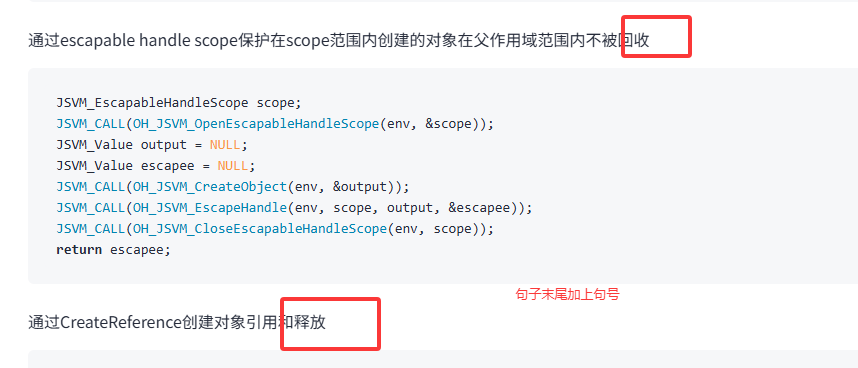 通过escapable handle scope保护在scope范围内创建的对象在父作用域范围内不被回收
JSVM_EscapableHandleScope scope;
JSVM_CALL(OH_JSVM_OpenEscapableHandleScope(env, &scope));
JSVM_Value output = NULL;
JSVM_Value escapee = NULL;
JSVM_CALL(OH_JSVM_CreateObject(env, &output));
JSVM_CALL(OH_JSVM_EscapeHandle(env, scope, output, &escapee));
JSVM_CALL(OH_JSVM_CloseEscapableHandleScope(env, scope));
return escapee;
句子末尾加上句号
通过CreateReference创建对象引用和释放